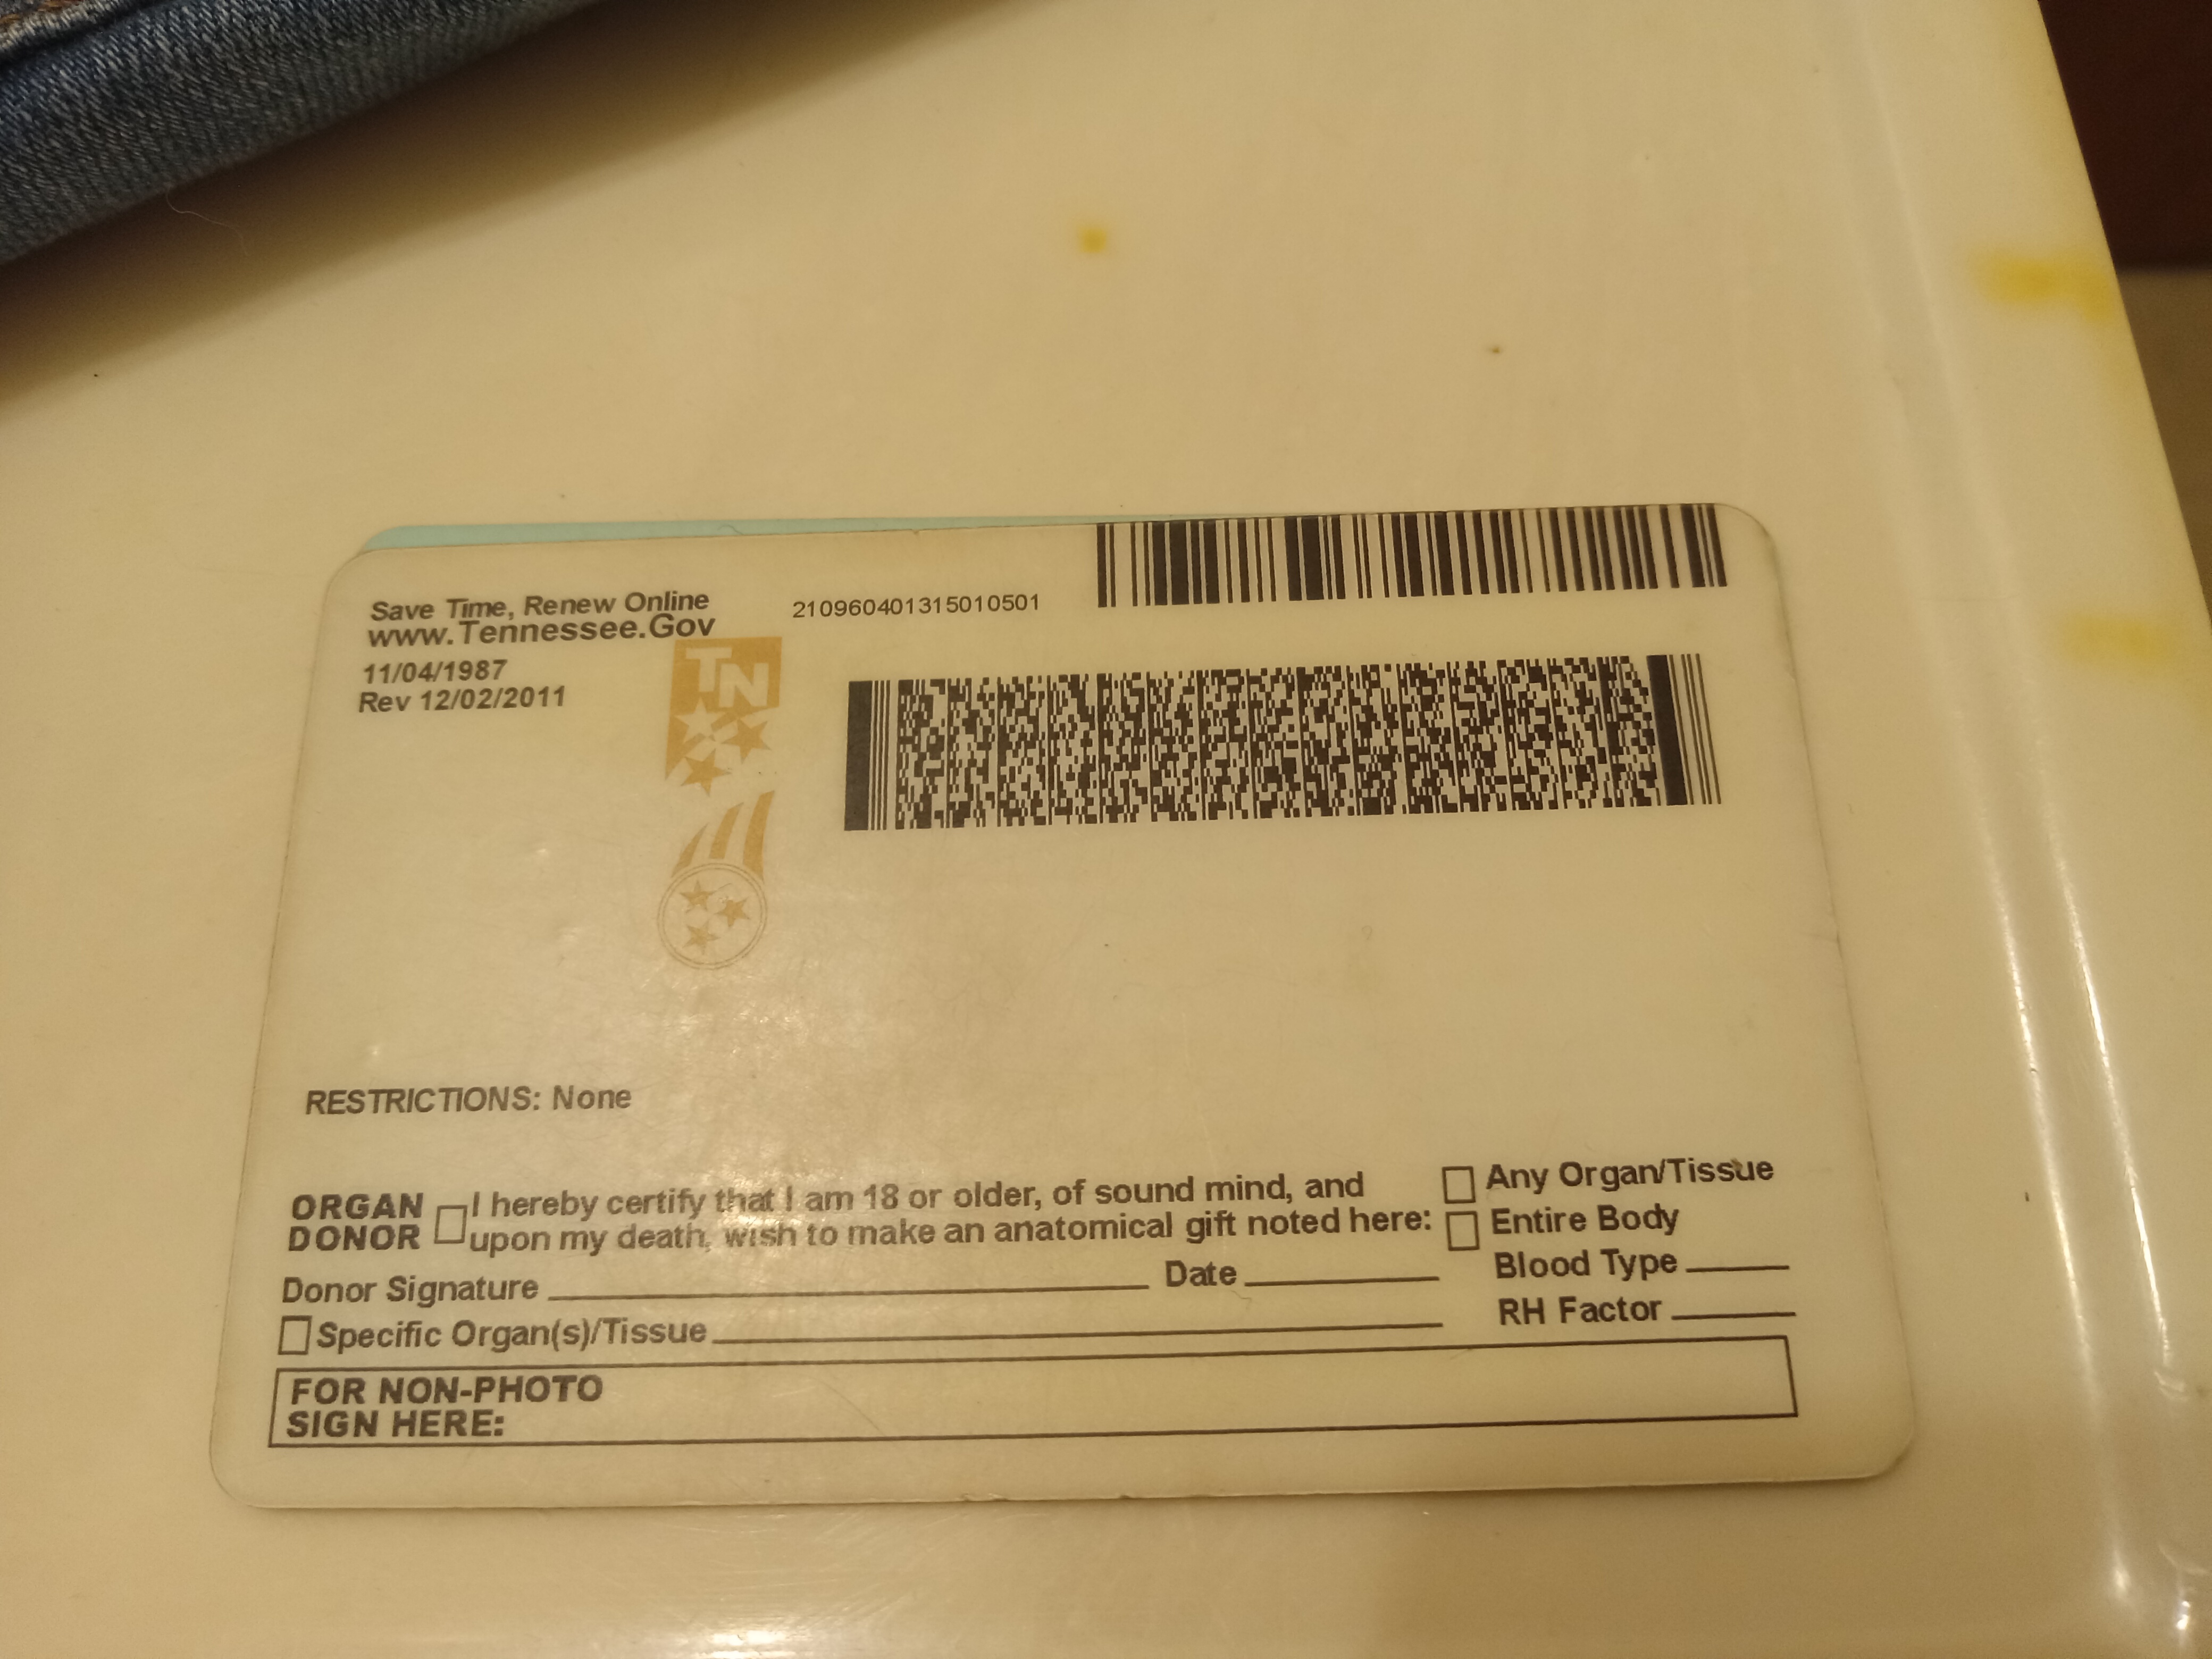 Save Time, Renew Online
www.Tennessee.Gov
210960401315010501
11/04/1987
Rev 12/02/2011
TN
RESTRICTIONS: None
ORGAN DONOR
I hereby certify that I am 18 or older, of sound mind, and
upon my death, wish to make an anatomical gift noted here:
Any Organ/Tissue
Entire Body
Donor Signature Date
Blood Type
Specific Organ(s)/Tissue
RH Factor
FOR NON-PHOTO
SIGN HERE: